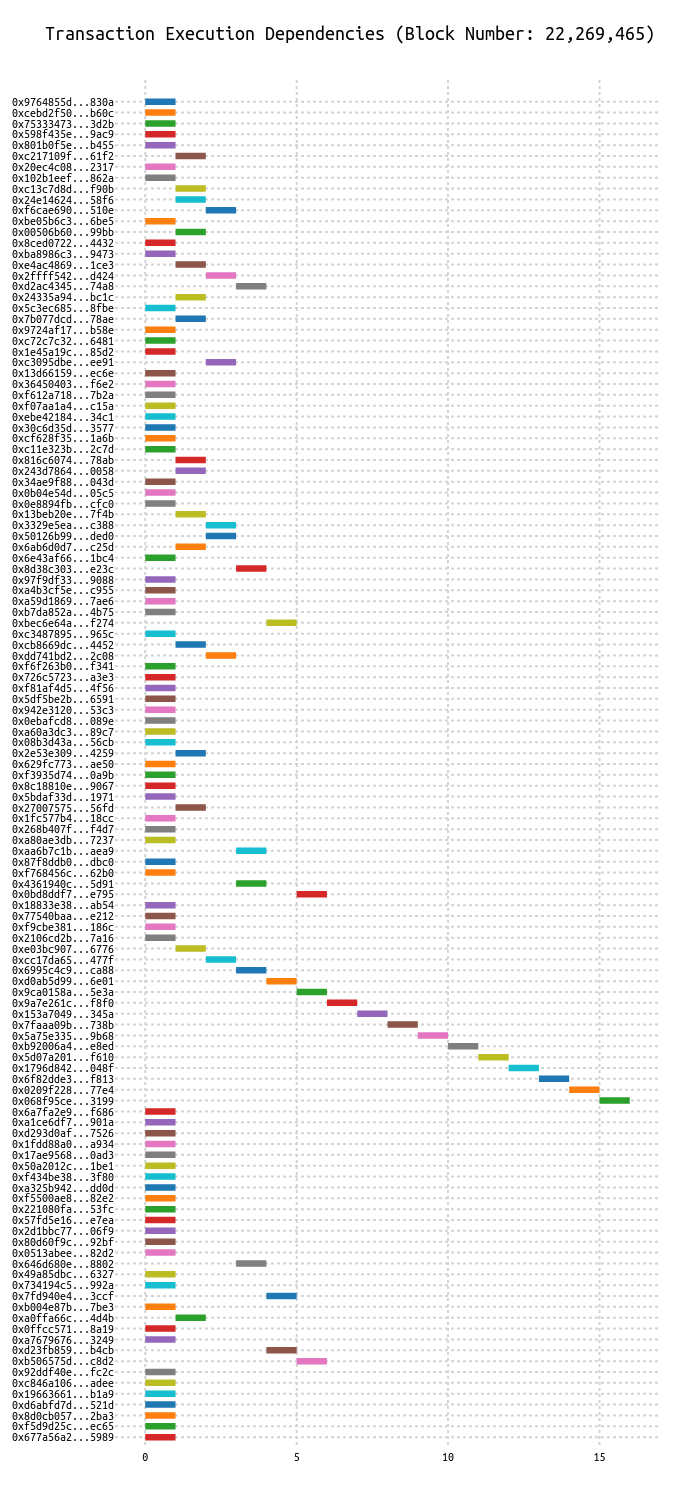 Transaction Execution Dependencies (Block Number: 22,269,465)
0x9764855d...830a
0xcebd2f50...b60c
0x75333473...3d2b
0x598f435e...9ac9
0x801b0f5e...b455
0xc217109f...61f2
0x20ec4c08...2317
0x102b1eef...862a
0xc13c7d8d...f90b
0x24e14624...58f6
0xf6cae690...510e
0xbe05b6c3...6be5
0x00506b60...99bb
0x8ced0722...4432
0xba8986c3...9473
0xe4ac4869...1ce3
0x2ffff542...d424
0xd2ac4345...74a8
0x24335a94...bc1c
0x5c3ec685...8fbe
0x7b077dcd...78ae
0x9724af17...b58e
0xc72c7c32...6481
0x1e45a19c...85d2
0xc3095dbe...ee91
0x13d66159...ec6e
0x36450403...f6e2
0xf612a718...7b2a
0xf07aa1a4...c15a
0xebe42184...34c1
0x30c6d35d...3577
0xcf628f35...1a6b
0xc11e323b...2c7d
0x816c6074...78ab
0x243d7864...0058
0x34ae9f88...043d
0x0b04e54d...05c5
0x0e8894fb...cfc0
0x13beb20e...7f4b
0x3329e5ea...c388
0x50126b99...ded0
0x6ab6d0d7...c25d
0x6e43af66...1bc4
0x8d38c303...e23c
0x97f9df33...9088
0xa4b3cf5e...c955
0xa59d1869...7ae6
0xb7da852a...4b75
0xbec6e64a...f274
0xc3487895...965c
0xcb8669dc...4452
0xdd741bd2...2c08
0xf6f263b0...f341
0x726c5723...a3e3
0xf81af4d5...4f56
0x5df5be2b...6591
0x942e3120...53c3
0x0ebafcd8...089e
0xa60a3dc3...89c7
0x08b3d43a...56cb
0x2e53e309...4259
0x629fc773...ae50
0xf3935d74...0a9b
0x8c18810e...9067
0x5bdaf33d...1971
0x27007575...56fd
0x1fc577b4...18cc
0x268b407f...f4d7
0xa80ae3db...7237
0xaa6b7c1b...aea9
0x87f8ddb0...dbc0
0xf768456c...62b0
0x4361940c...5d91
0x0bd8ddf7...e795
0x18833e38...ab54
0x77540baa...e212
0xf9cbe381...186c
0x2106cd2b...7a16
0xe03bc907...6776
0xcc17da65...477f
0x6995c4c9...ca88
0xd0ab5d99...6e01
0x9ca0158a...5e3a
0x9a7e261c...f8f0
0x153a7049...345a
0x7faaa09b...738b
0x5a75e335...9b68
0xb92006a4...e8ed
0x5d07a201...f610
0x1796d842...048f
0x6f82dde3...f813
0x0209f228...77e4
0x068f95ce...3199
0x6a7fa2e9...f686
0xa1ce6df7...901a
0xd293d0af...7526
0x1fdd88a0...a934
0x17ae9568...0ad3
0x50a2012c...1be1
0xf434be38...3f80
0xa325b942...dd0d
0xf5500ae8...82e2
0x221080fa...53fc
0x57fd5e16...e7ea
0x2d1bbc77...06f9
0x80d60f9c...92bf
0x0513abee...82d2
0x646d680e...8802
0x49a85dbc...6327
0x734194c5...992a
0x7fd940e4...3ccf
0xb004e87b...7be3
0xa0ffa66c...4d4b
0x0ffcc571...8a19
0xa7679676...3249
0xd23fb859...b4cb
0xb506575d...c8d2
0x92ddf40e...fc2c
0xc846a106...adee
0x19663661...b1a9
0xd6abfd7d...521d
0x8d0cb057...2ba3
0xf5d9d25c...ec65
0x677a56a2...5989
0 5 10 15